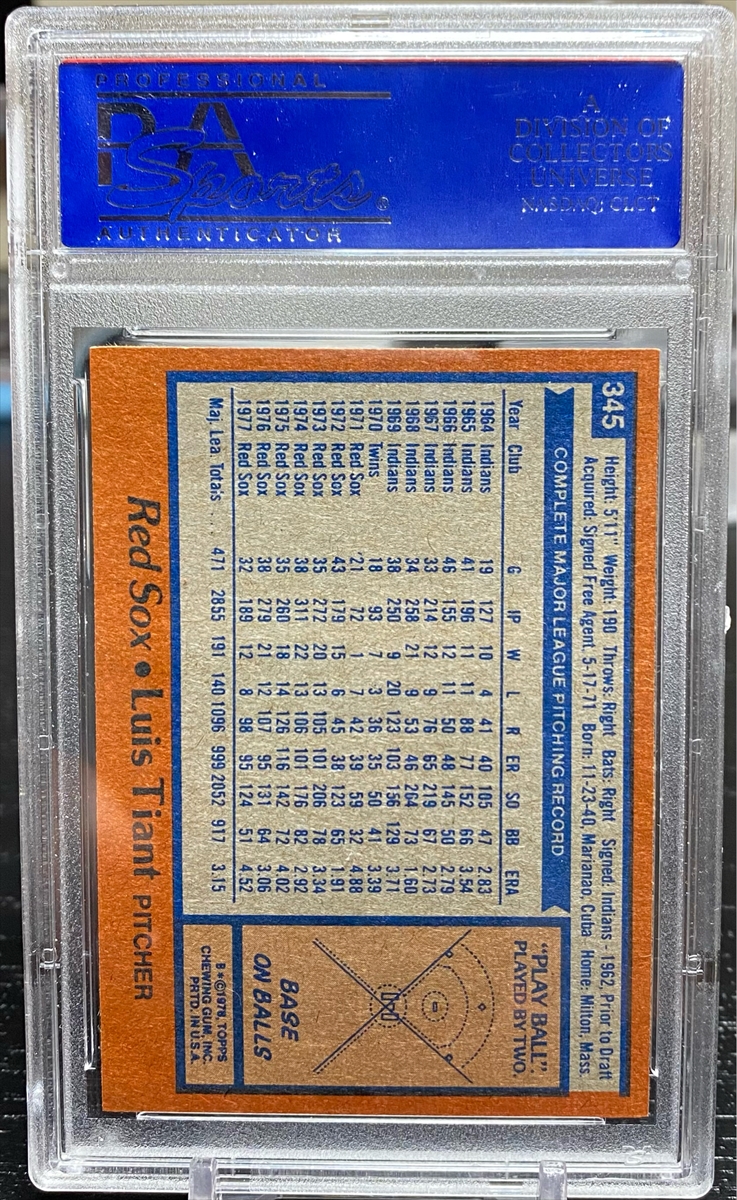 PROFESSIONAL
PSA
Sports
®
AUTHENTICATOR
A
DIVISION OF
COLLECTORS
UNIVERSE
NASDAQ: CLCT
345
Height: 5'11" Weight: 190 Throws: Right Bats: Right Signed: Indians - 1962, Prior to Draft
Acquired: Signed Free Agent, 5-17-71 Born: 11-23-40, Marianao, Cuba Home: Milton, Mass.
COMPLETE MAJOR LEAGUE PITCHING RECORD
Year Club G IP W L R ER SO BB ERA
1964 Indians 19 127 10 4 41 40 105 47 2.83
1965 Indians 41 196 11 11 88 77 152 66 3.54
1966 Indians 46 155 12 11 50 48 145 50 2.79
1967 Indians 33 214 12 9 76 65 219 67 2.73
1968 Indians 34 258 21 9 53 46 264 73 1.60
1969 Indians 38 250 9 20 123 103 156 129 3.71
1970 Twins 18 93 7 3 36 35 50 41 3.39
1971 Red Sox 21 72 1 7 42 39 59 32 4.88
1972 Red Sox 43 179 15 6 45 38 123 65 1.91
1973 Red Sox 35 272 20 13 105 101 206 78 3.34
1974 Red Sox 38 311 22 13 106 101 176 82 2.92
1975 Red Sox 35 260 18 14 126 116 142 72 4.02
1976 Red Sox 38 279 21 12 107 95 131 64 3.06
1977 Red Sox 32 189 12 8 98 95 124 51 4.52
Maj. Lea. Totals . . . 471 2655 191 140 1096 999 2052 917 3.15
"PLAY BALL"
PLAYED BY TWO.
BASE
ON BALLS
B*©1978, TOPPS
CHEWING GUM, INC.
PRTD. IN U.S.A.
Red Sox • Luis Tiant PITCHER